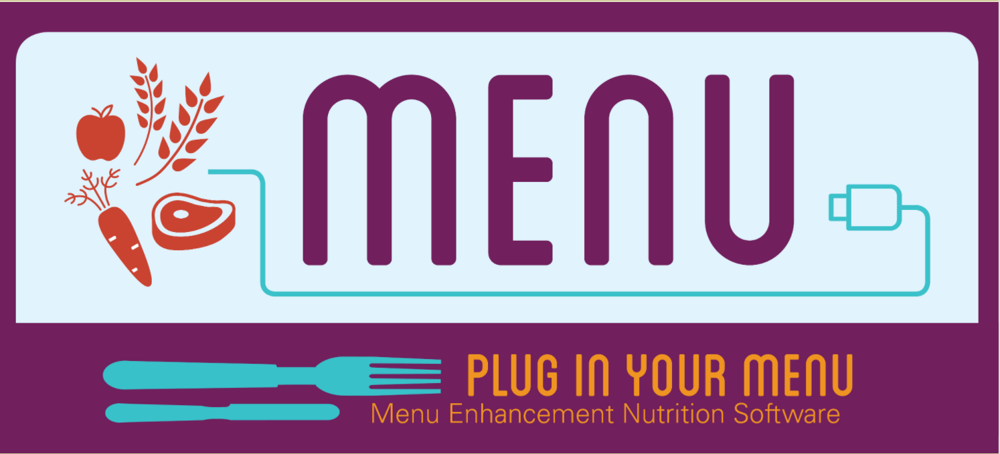 MENU
PLUG IN YOUR MENU
Menu Enhancement Nutrition Software